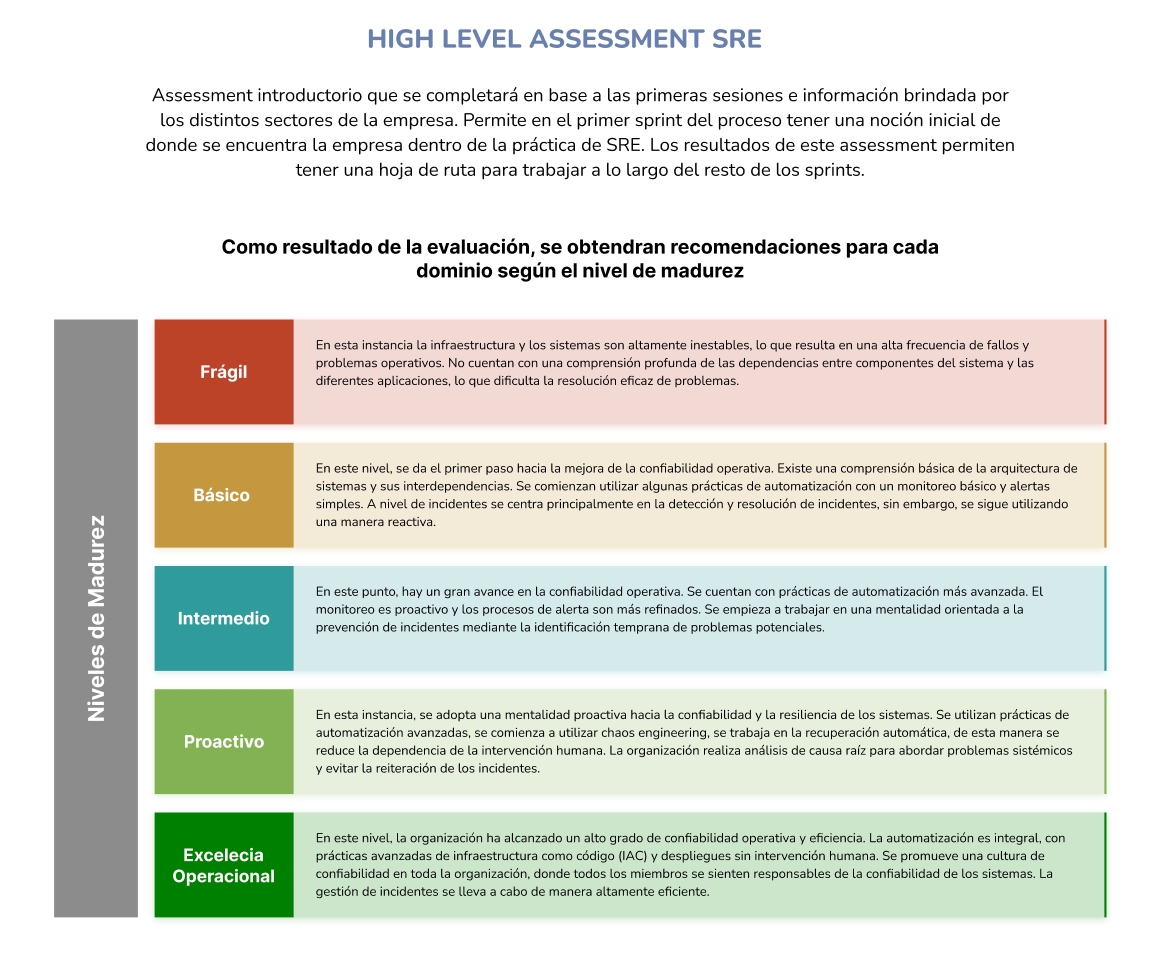 HIGH LEVEL ASSESSMENT SRE
Assessment introductorio que se completará en base a las primeras sesiones e información brindada por
los distintos sectores de la empresa. Permite en el primer sprint del proceso tener una noción inicial de
donde se encuentra la empresa dentro de la práctica de SRE. Los resultados de este assessment permiten
tener una hoja de ruta para trabajar a lo largo del resto de los sprints.
Como resultado de la evaluación, se obtendran recomendaciones para cada
dominio según el nivel de madurez
Niveles de Madurez
Frágil
En esta instancia la infraestructura y los sistemas son altamente inestables, lo que resulta en una alta frecuencia de fallos y
problemas operativos. No cuentan con una comprensión profunda de las dependencias entre componentes del sistema y las
diferentes aplicaciones, lo que dificulta la resolución eficaz de problemas.
Básico
En este nivel, se da el primer paso hacia la mejora de la confiabilidad operativa. Existe una comprensión básica de la arquitectura de
sistemas y sus interdependencias. Se comienzan utilizar algunas prácticas de automatización con un monitoreo básico y alertas
simples. A nivel de incidentes se centra principalmente en la detección y resolución de incidentes, sin embargo, se sigue utilizando
una manera reactiva.
Intermedio
En este punto, hay un gran avance en la confiabilidad operativa. Se cuentan con prácticas de automatización más avanzada. El
monitoreo es proactivo y los procesos de alerta son más refinados. Se empieza a trabajar en una mentalidad orientada a la
prevención de incidentes mediante la identificación temprana de problemas potenciales.
Proactivo
En esta instancia, se adopta una mentalidad proactiva hacia la confiabilidad y la resiliencia de los sistemas. Se utilizan prácticas de
automatización avanzadas, se comienza a utilizar chaos engineering, se trabaja en la recuperación automática, de esta manera se
reduce la dependencia de la intervención humana. La organización realiza análisis de causa raíz para abordar problemas sistémicos
y evitar la reiteración de los incidentes.
Excelecia
Operacional
En este nivel, la organización ha alcanzado un alto grado de confiabilidad operativa y eficiencia. La automatización es integral, con
prácticas avanzadas de infraestructura como código (IAC) y despliegues sin intervención humana. Se promueve una cultura de
confiabilidad en toda la organización, donde todos los miembros se sienten responsables de la confiabilidad de los sistemas. La
gestión de incidentes se lleva a cabo de manera altamente eficiente.